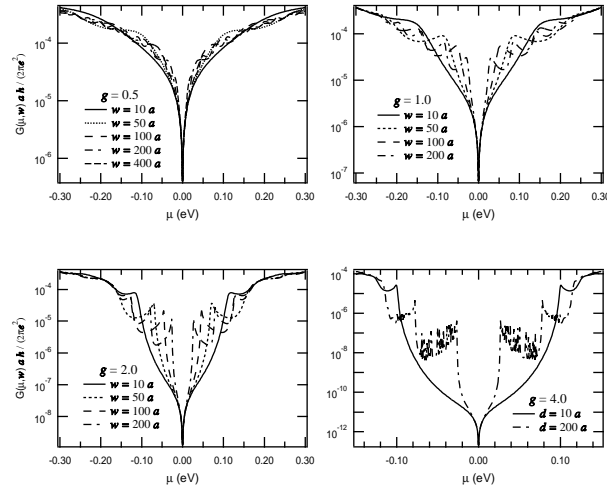 10⁻⁴
10⁻⁵
10⁻⁶
G(μ,w) a h / (2πe²)
g = 0.5
w = 10 a
w = 50 a
w = 100 a
w = 200 a
w = 400 a
-0.30 -0.20 -0.10 0.00 0.10 0.20 0.30
μ (eV)
10⁻⁴
10⁻⁵
10⁻⁶
10⁻⁷
g = 1.0
w = 10 a
w = 50 a
w = 100 a
w = 200 a
-0.30 -0.20 -0.10 0.00 0.10 0.20 0.30
μ (eV)
10⁻⁴
10⁻⁵
10⁻⁶
10⁻⁷
10⁻⁸
G(μ,w) a h / (2πe²)
g = 2.0
w = 10 a
w = 50 a
w = 100 a
w = 200 a
-0.30 -0.20 -0.10 0.00 0.10 0.20 0.30
μ (eV)
10⁻⁴
10⁻⁶
10⁻⁸
10⁻¹⁰
10⁻¹²
g = 4.0
d = 10 a
d = 200 a
-0.10 0.00 0.10
μ (eV)